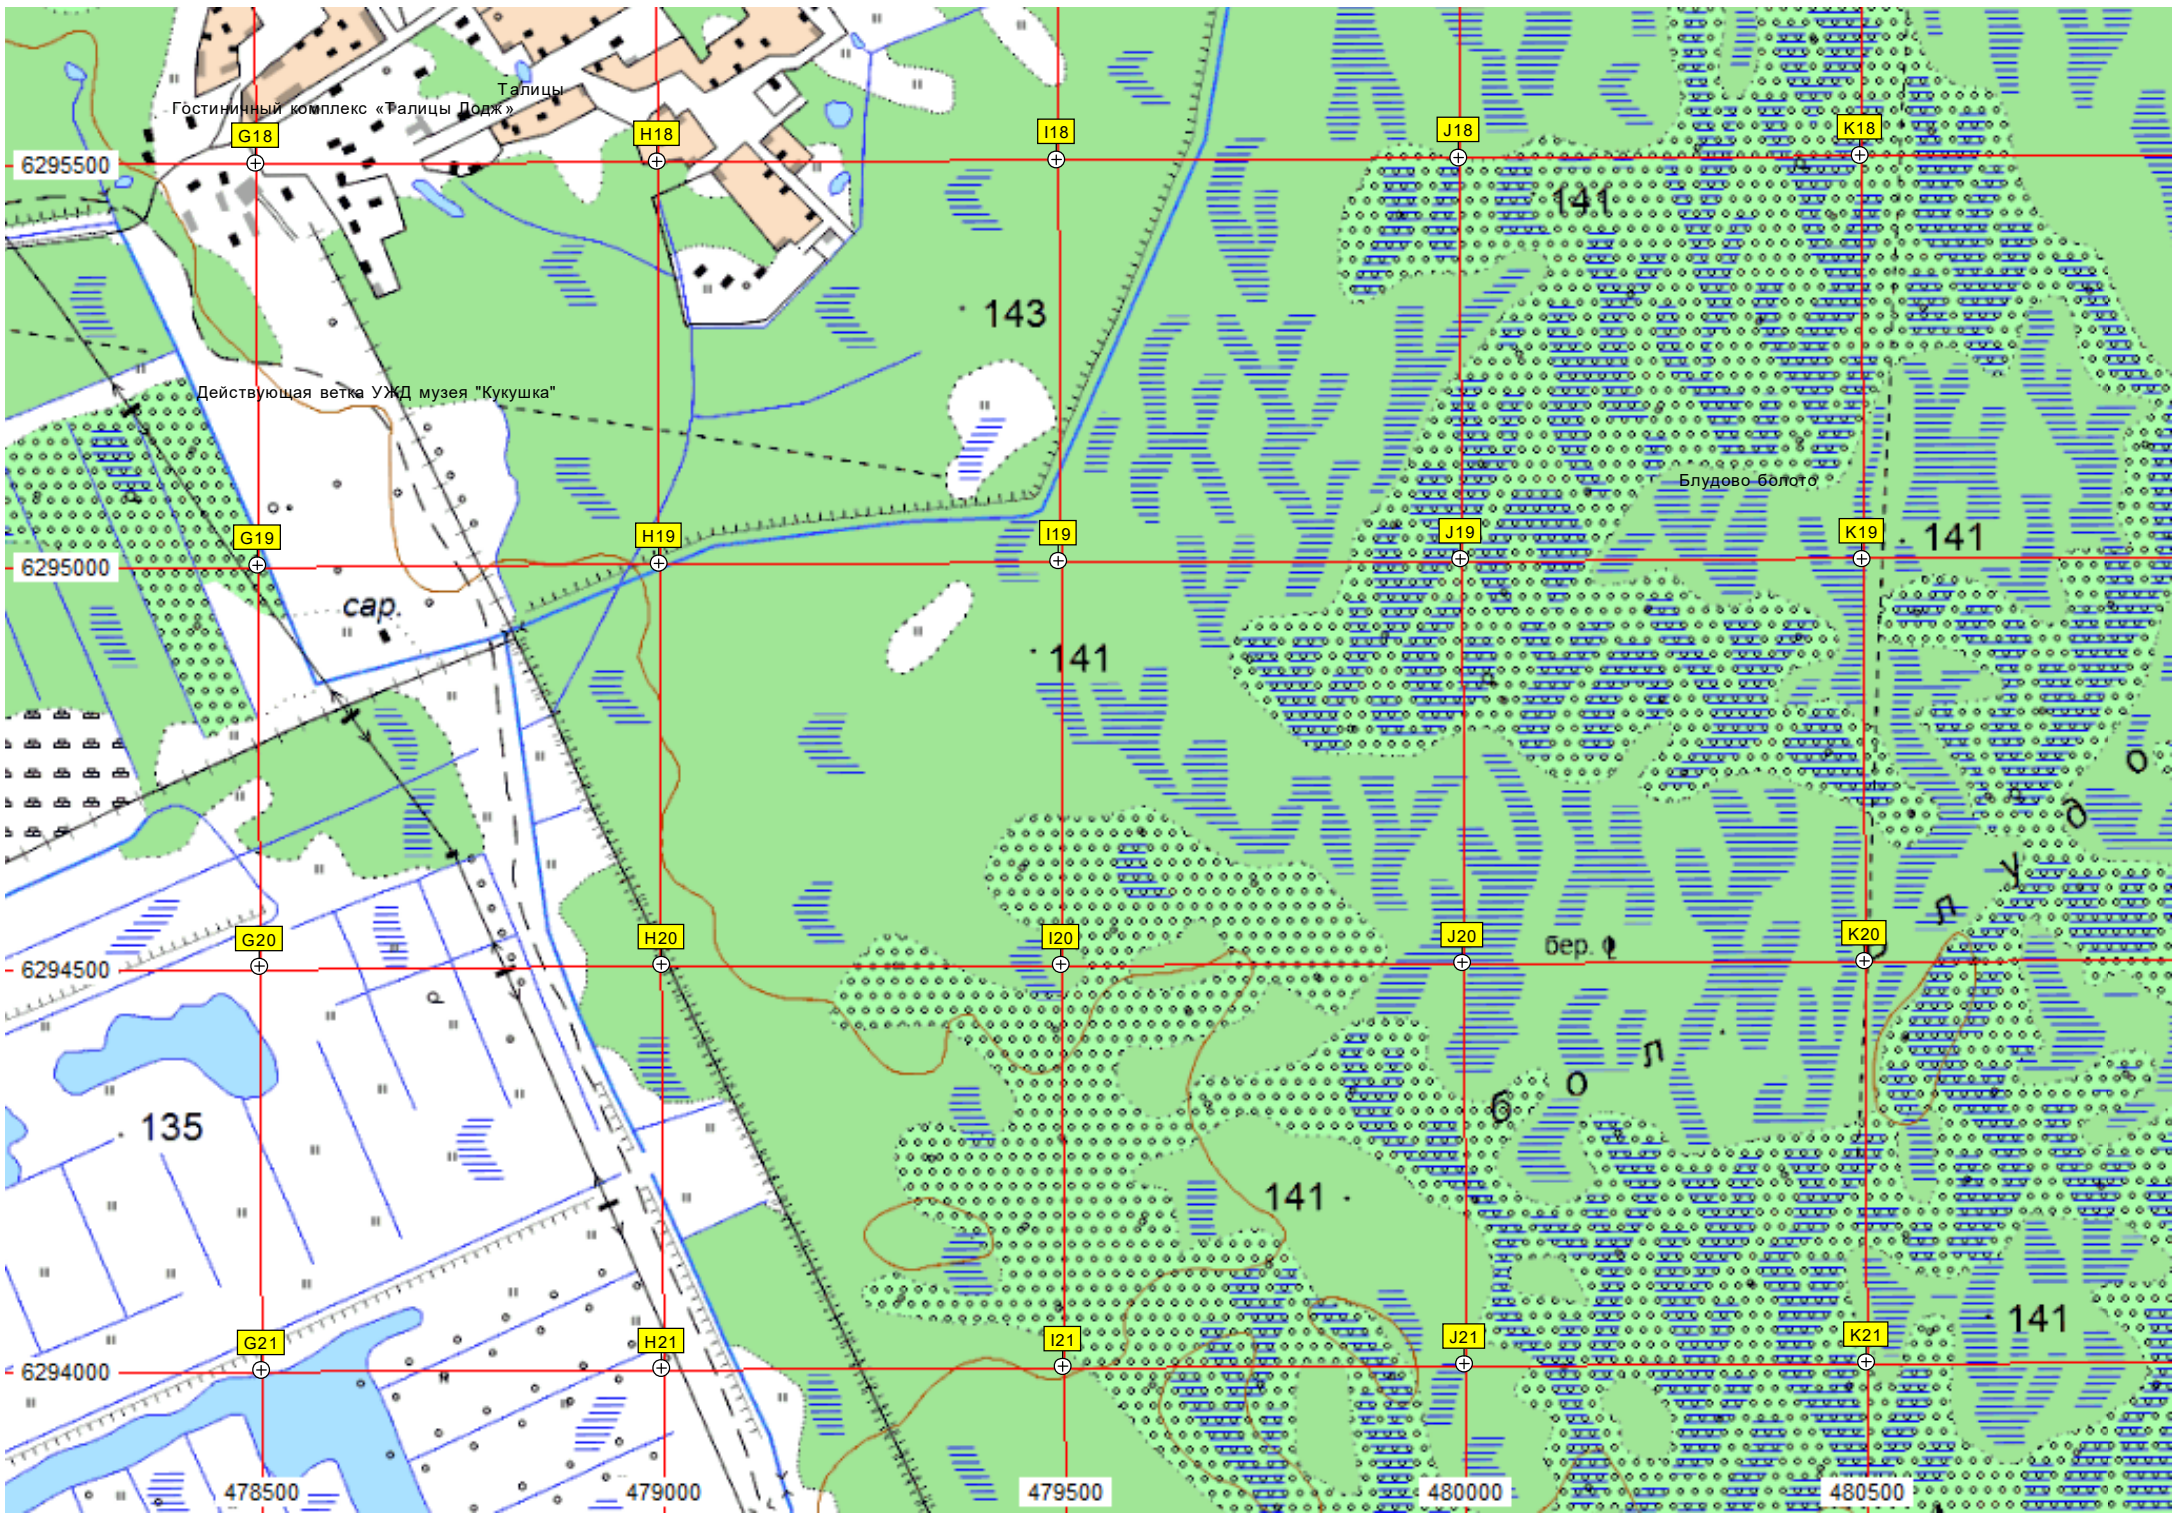 Талицы
Гостиничный комплекс «Талицы Лодж»
G18
H18
I18
J18
K18
6295500
141
143
Действующая ветка УЖД музея "Кукушка"
Блудово болото
G19
H19
I19
J19
K19
141
6295000
сар.
141
о
д
у
л
G20
H20
I20
J20
K20
бер.
6294500
л
о
б
135
141
141
G21
H21
I21
J21
K21
6294000
478500
479000
479500
480000
480500